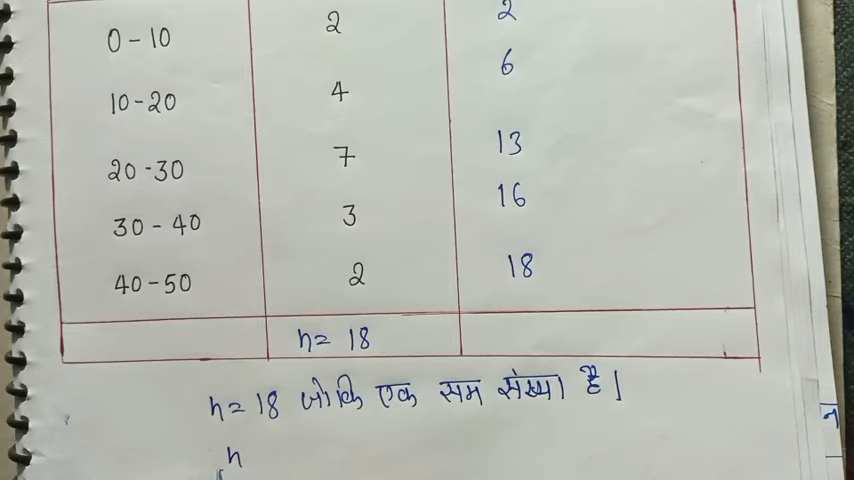 0-10 2 2
10-20 4 6
20-30 7 13
30-40 3 16
40-50 2 18
n= 18
n= 18 जोकि एक सम संख्या है।
n
न